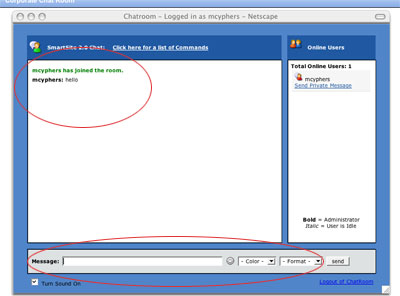 Corporate Chat Room
Chatroom - Logged in as mcyphers - Netscape
SmartSite 2.0 Chat: Click here for a list of Commands
Online Users
mcyphers has joined the room.
mcyphers: hello
Total Online Users: 1
mcyphers
Send Private Message
Bold = Administrator
Italic = User is Idle
Message: - Color - - Format - send
Turn Sound On
Logout of ChatRoom